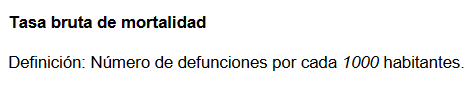 Tasa bruta de mortalidad
Definición: Número de defunciones por cada 1000 habitantes.